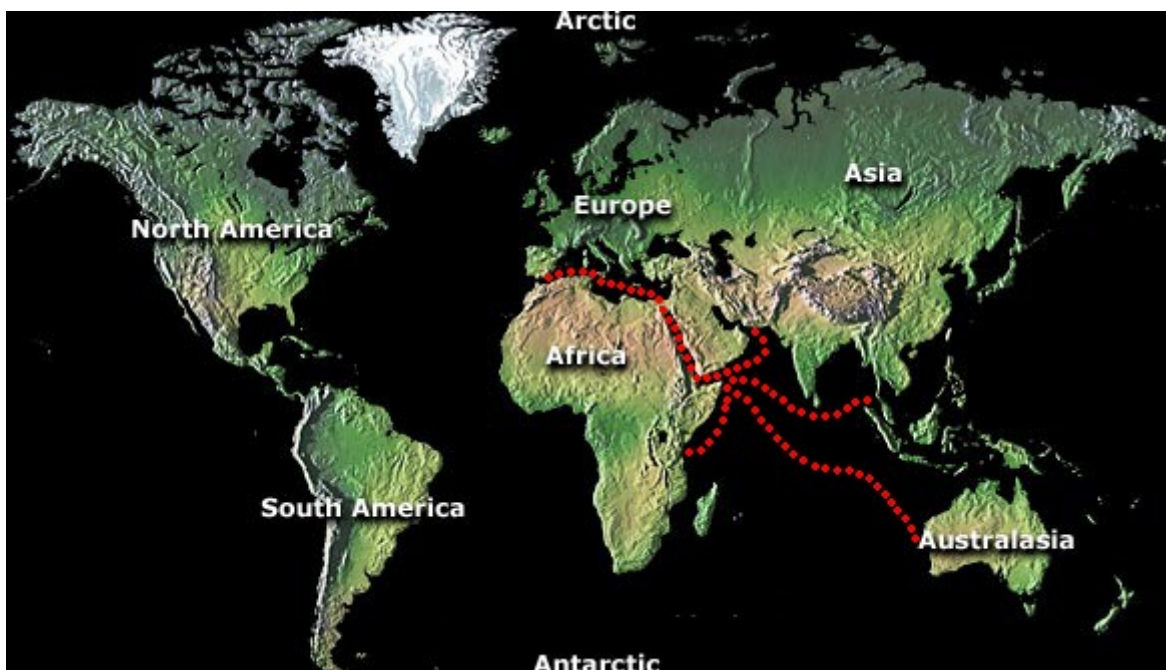 Arctic
Asia
Europe
North America
Africa
South America
Australasia
Antarctic